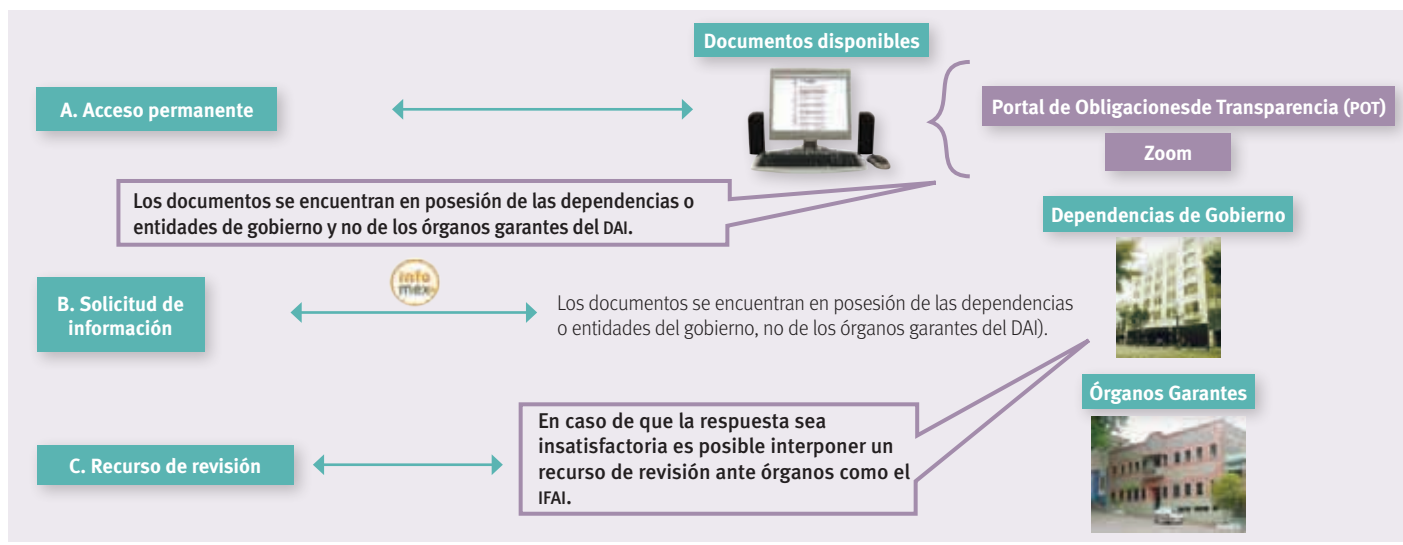 Documentos disponibles
A. Acceso permanente
Portal de Obligacionesde Transparencia (POT)
Zoom
Los documentos se encuentran en posesión de las dependencias o
entidades de gobierno y no de los órganos garantes del DAI.
Dependencias de Gobierno
B. Solicitud de
información
info
mex
Los documentos se encuentran en posesión de las dependencias
o entidades del gobierno, no de los órganos garantes del DAI).
Órganos Garantes
C. Recurso de revisión
En caso de que la respuesta sea
insatisfactoria es posible interponer un
recurso de revisión ante órganos como el
IFAI.